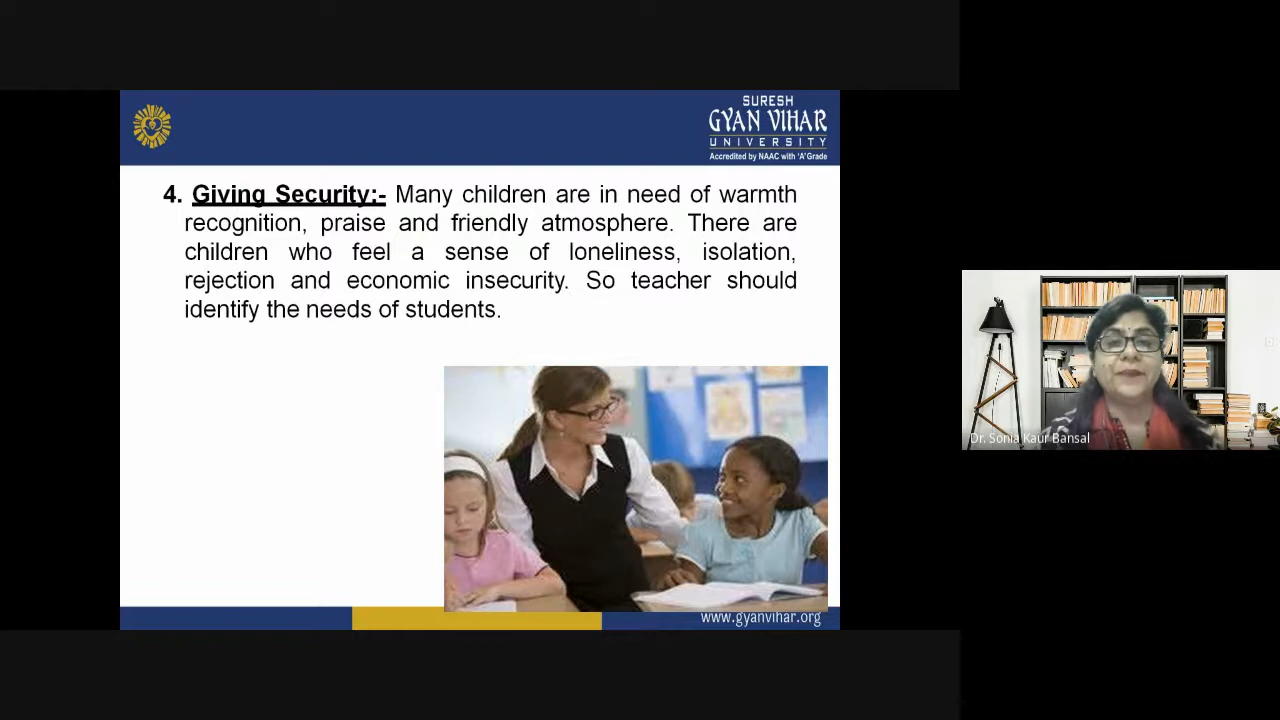 SURESH
GYAN VIHAR
UNIVERSITY
Accredited by NAAC with 'A' Grade
4. Giving Security:- Many children are in need of warmth
recognition, praise and friendly atmosphere. There are
children who feel a sense of loneliness, isolation,
rejection and economic insecurity. So teacher should
identify the needs of students.
Dr. Sonia Kaur Bansal
www.gyanvihar.org